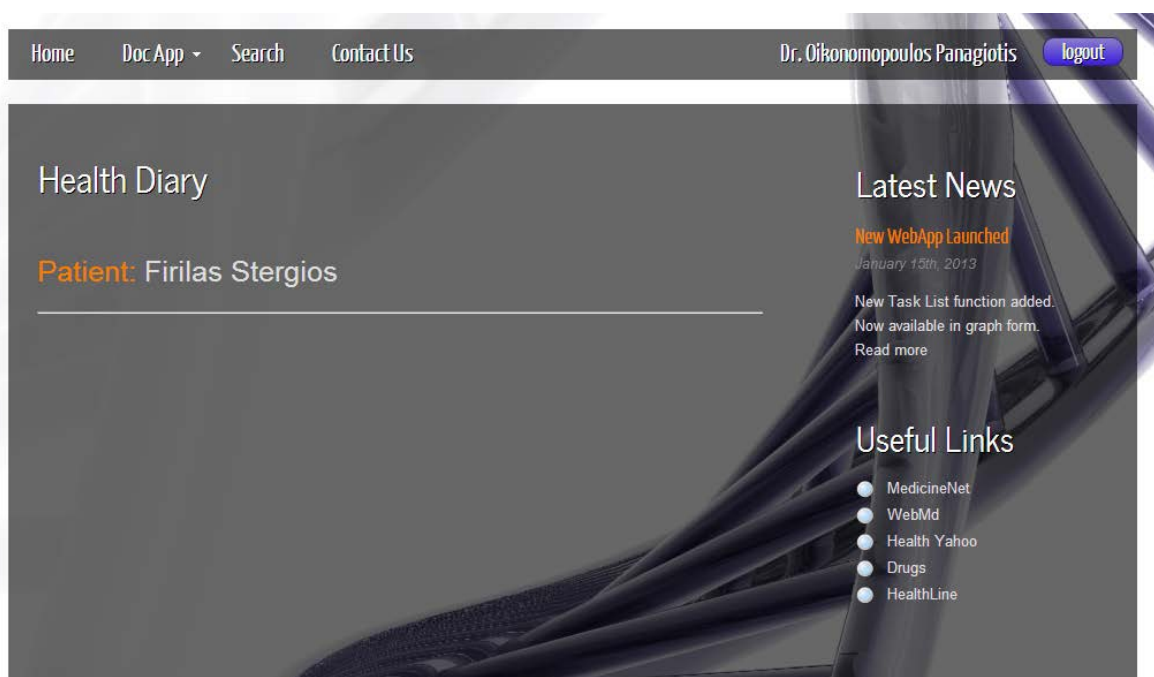 Home Doc App Search Contact Us Dr. Oikonomopoulos Panagiotis logout
Health Diary
Patient: Firilas Stergios
Latest News
New WebApp Launched
January 15th, 2013
New Task List function added.
Now available in graph form.
Read more
Useful Links
MedicineNet
WebMd
Health Yahoo
Drugs
HealthLine